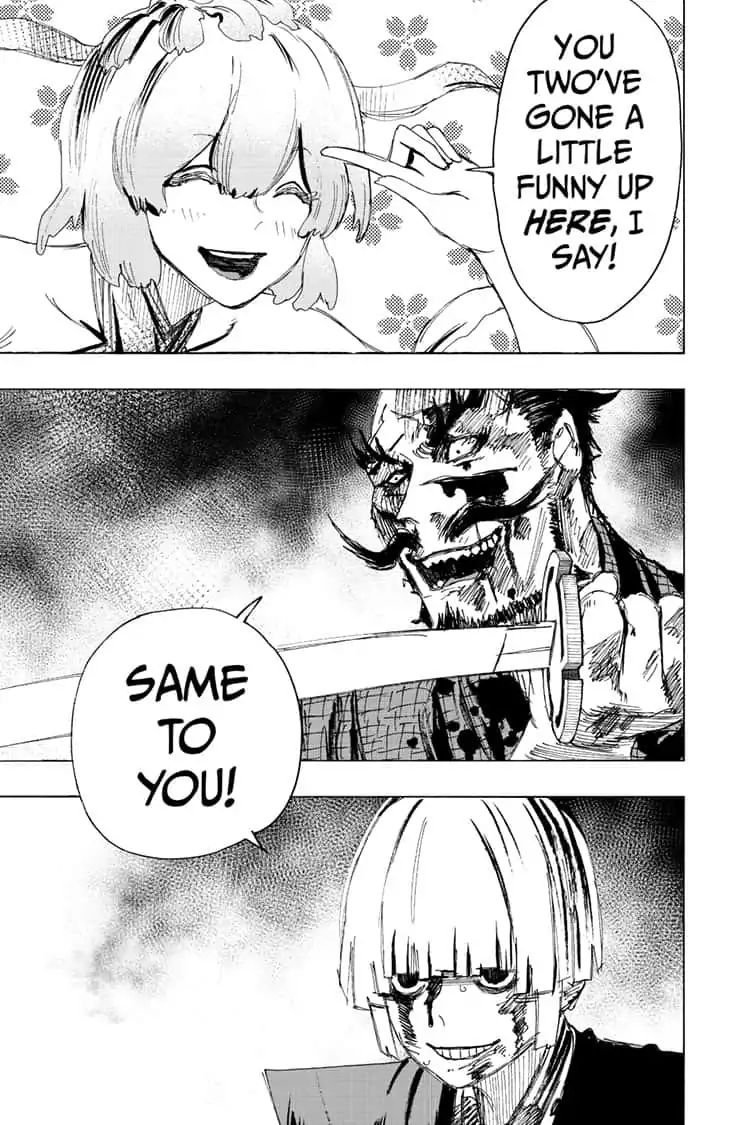 YOU
TWO'VE
GONE A
LITTLE
FUNNY UP
HERE, I
SAY!
SAME
TO
YOU!